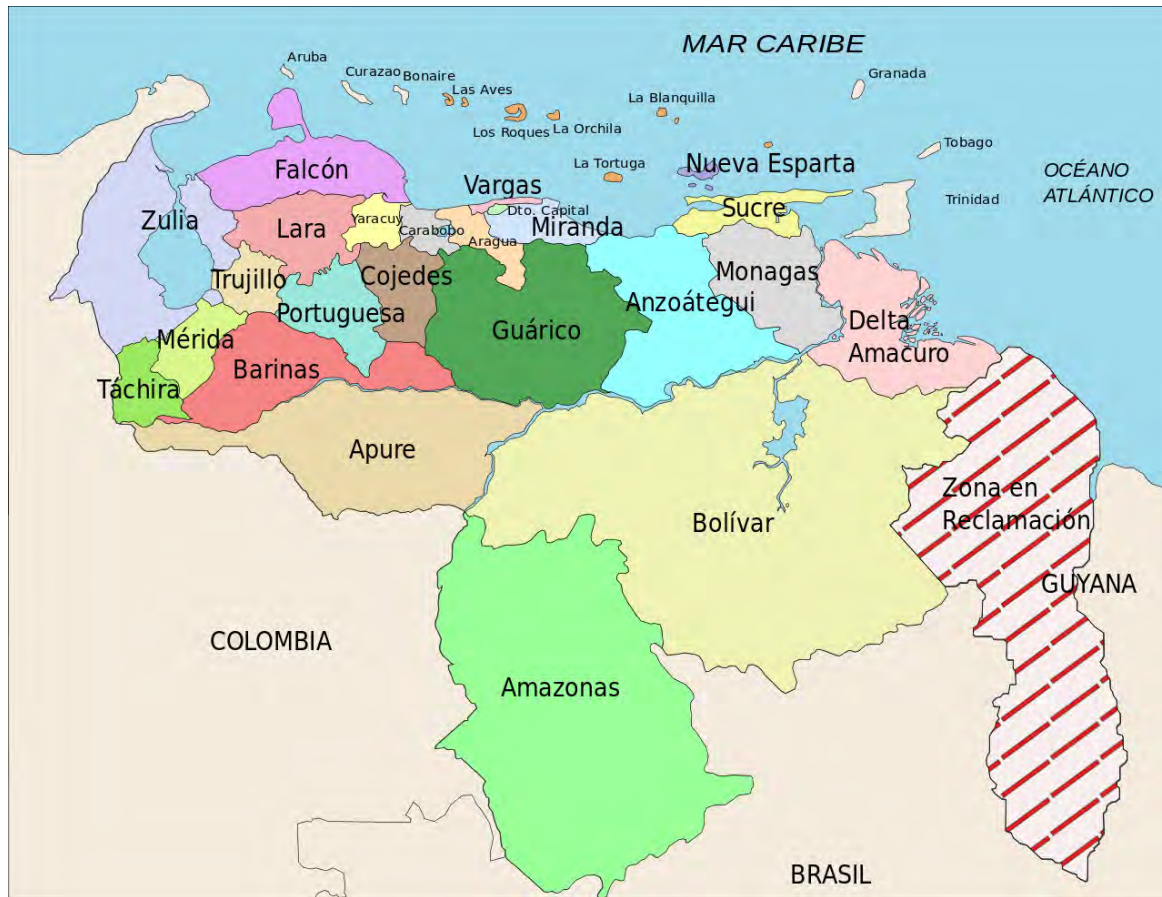 MAR CARIBE
Aruba
Curazao
Bonaire
Las Aves
Los Roques
La Orchila
La Blanquilla
Granada
La Tortuga
Nueva Esparta
Tobago
OCÉANO
ATLÁNTICO
Trinidad
Falcón
Vargas
Dto. Capital
Sucre
Zulia
Lara
Yaracuy
Carabobo
Aragua
Miranda
Trujillo
Cojedes
Monagas
Portuguesa
Guárico
Anzoátegui
Delta
Amacuro
Mérida
Barinas
Táchira
Apure
Bolívar
Zona en
Reclamación
GUYANA
COLOMBIA
Amazonas
BRASIL